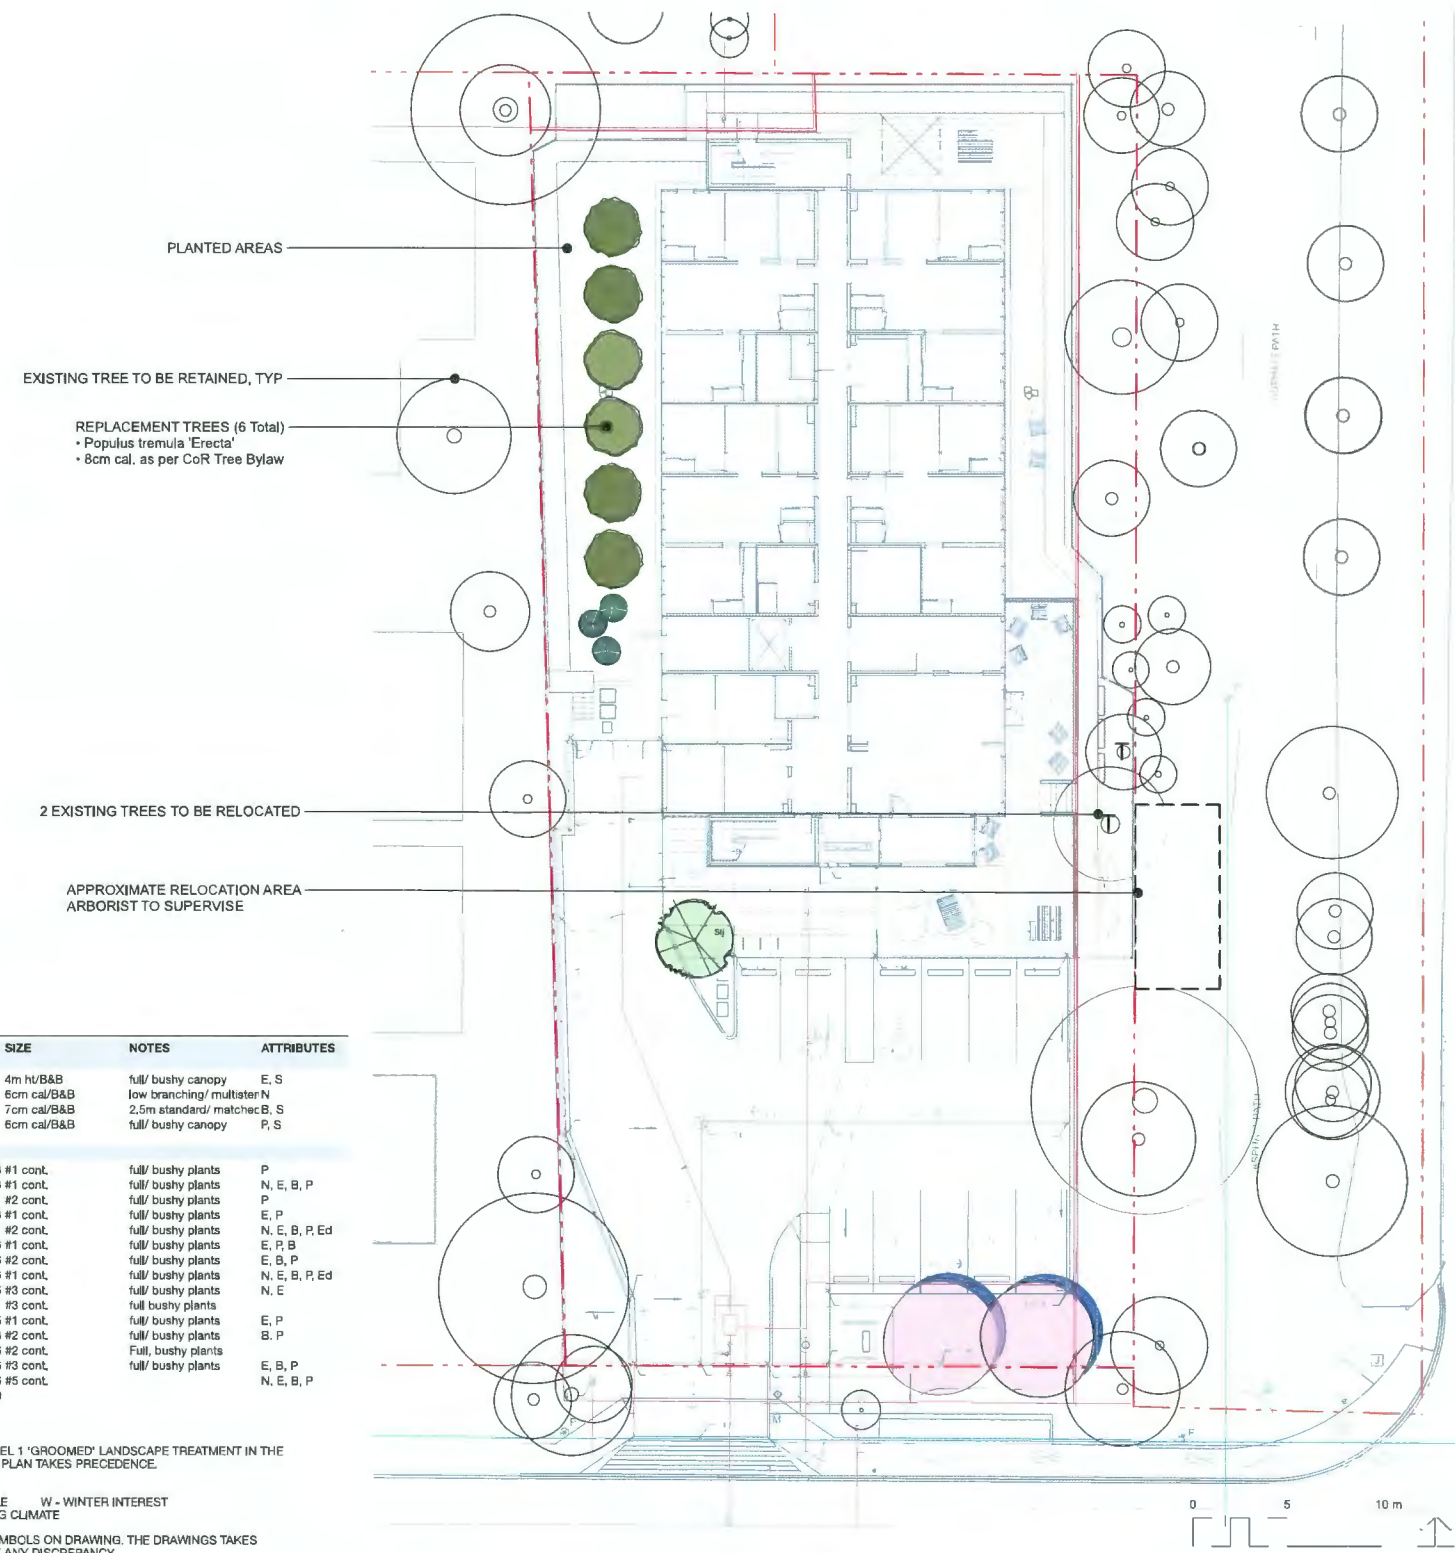 PLANTED AREAS
EXISTING TREE TO BE RETAINED, TYP
REPLACEMENT TREES (6 Total)
• Populus tremula 'Erecta'
• 8cm cal. as per CoR Tree Bylaw
2 EXISTING TREES TO BE RELOCATED
T
T
APPROXIMATE RELOCATION AREA
ARBORIST TO SUPERVISE
SIZE NOTES ATTRIBUTES
4m ht/B&B full/ bushy canopy E, S
6cm cal/B&B low branching/ multister N
7cm cal/B&B 2.5m standard/ matchec B, S
6cm cal/B&B full/ bushy canopy P, S
#1 cont. full/ bushy plants P
#1 cont. full/ bushy plants N, E, B, P
#2 cont. full/ bushy plants P
#1 cont. full/ bushy plants E, P
#2 cont. full/ bushy plants N, E, B, P, Ed
#1 cont. full/ bushy plants E, P, B
#2 cont. full/ bushy plants E, B, P
#1 cont. full/ bushy plants N, E, B, P, Ed
#3 cont. full/ bushy plants N, E
#3 cont. full bushy plants
#1 cont. full/ bushy plants E, P
#2 cont. full/ bushy plants B. P
#2 cont. Full, bushy plants
#3 cont. full/ bushy plants E, B, P
#5 cont. N, E, B, P
EL 1 'GROOMED' LANDSCAPE TREATMENT IN THE
PLAN TAKES PRECEDENCE.
E W - WINTER INTEREST
G CLIMATE
MBOLS ON DRAWING. THE DRAWINGS TAKES
ANY DISCREPANCY
0 5 10 m